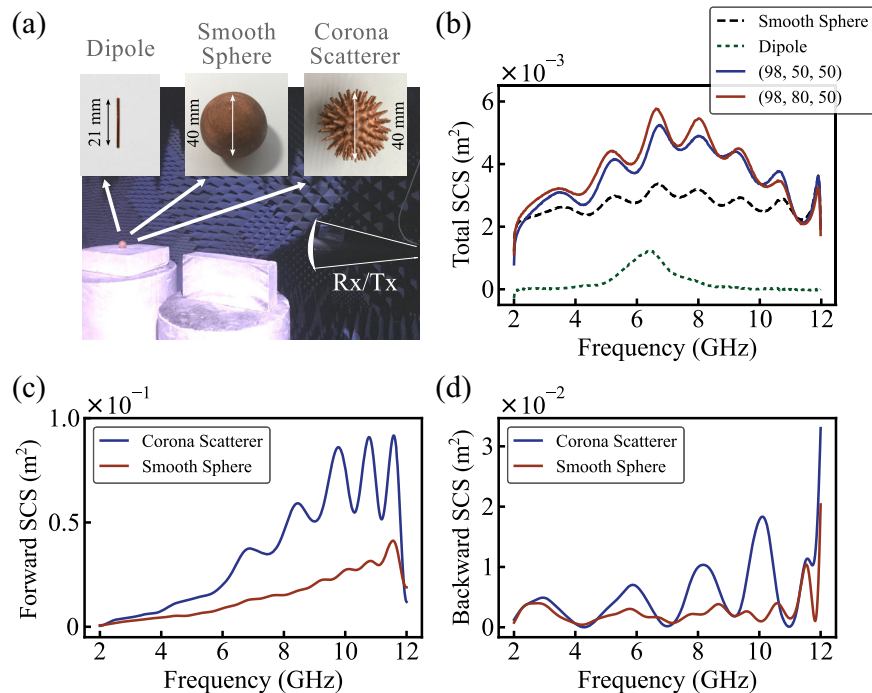 (a)
Dipole
Smooth
Sphere
Corona
Scatterer
21 mm
40 mm
40 mm
Rx/Tx
(b)
Smooth Sphere
Dipole
(98, 50, 50)
(98, 80, 50)
×10⁻³
Total SCS (m²)
6
4
2
0
2 4 6 8 10 12
Frequency (GHz)
(c)
×10⁻¹
Corona Scatterer
Smooth Sphere
Forward SCS (m²)
1.0
0.5
0
2 4 6 8 10 12
Frequency (GHz)
(d)
×10⁻²
Corona Scatterer
Smooth Sphere
Backward SCS (m²)
3
2
1
0
2 4 6 8 10 12
Frequency (GHz)